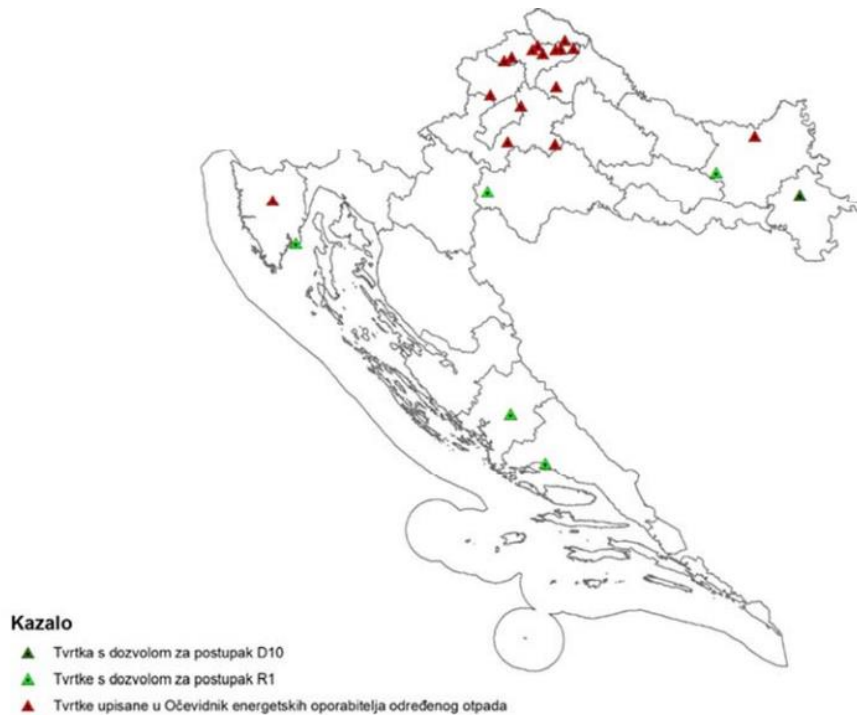 Kazalo
Tvrtka s dozvolom za postupak D10
Tvrtke s dozvolom za postupak R1
Tvrtke upisane u Očevidnik energetskih oporabitelja određenog otpada